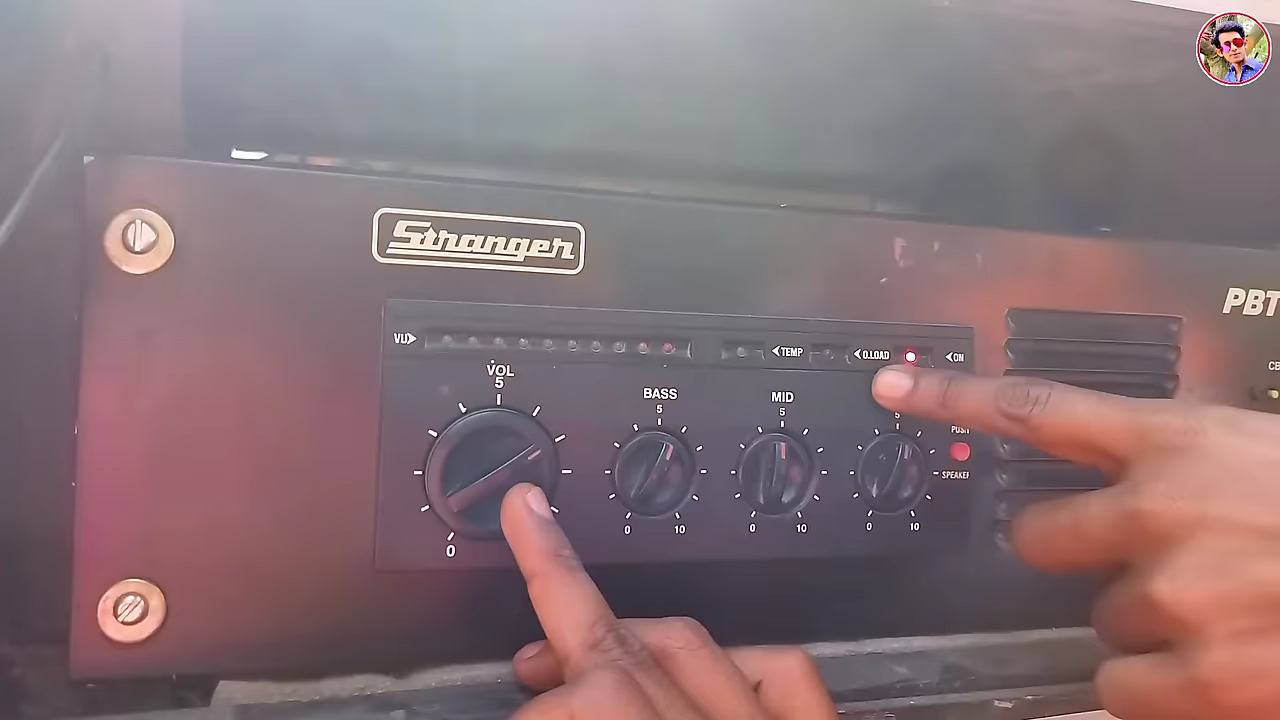 Stranger
PBT
VU
TEMP
O.LOAD
ON
VOL
5
BASS
5
MID
5
5
PUSH
SPEAKER
0
0
10
0
10
0
10